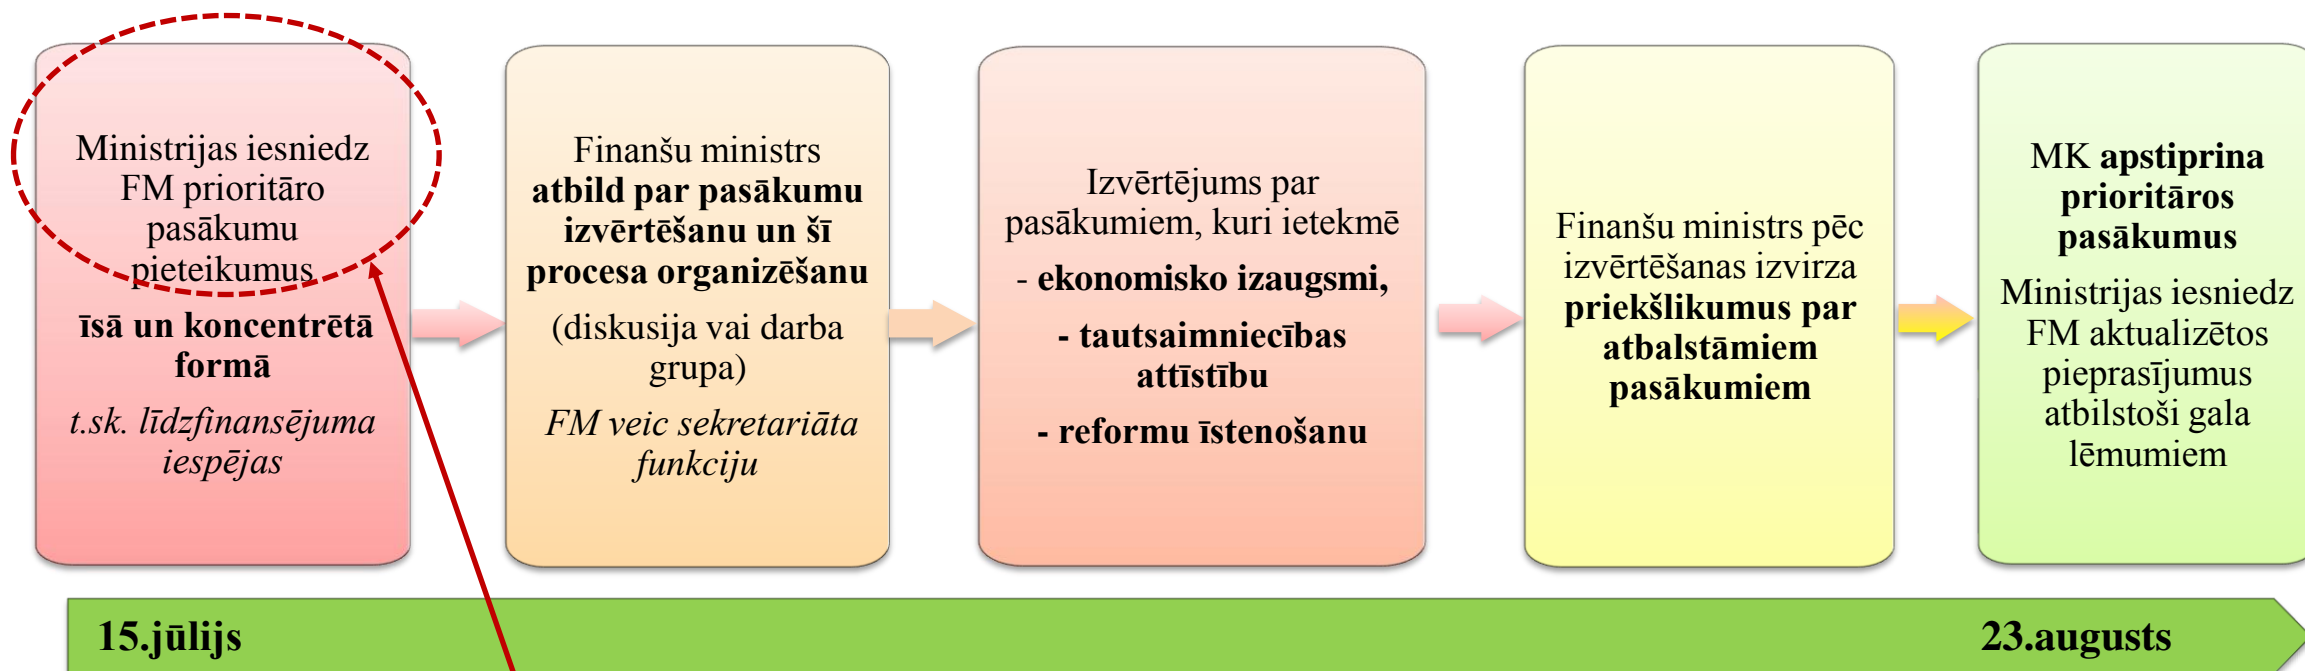 Ministrijas iesniedz
FM prioritāro
pasākumu
pieteikumus
īsā un koncentrētā
formā
t.sk. līdzfinansējuma
iespējas
Finanšu ministrs
atbild par pasākumu
izvērtēšanu un šī
procesa organizēšanu
(diskusija vai darba
grupa)
FM veic sekretariāta
funkciju
Izvērtējums par
pasākumiem, kuri ietekmē
- ekonomisko izaugsmi,
- tautsaimniecības
attīstību
- reformu īstenošanu
Finanšu ministrs pēc
izvērtēšanas izvirza
priekšlikumus par
atbalstāmiem
pasākumiem
MK apstiprina
prioritāros
pasākumus
Ministrijas iesniedz
FM aktualizētos
pieprasījumus
atbilstoši gala
lēmumiem
15.jūlijs
23.augusts